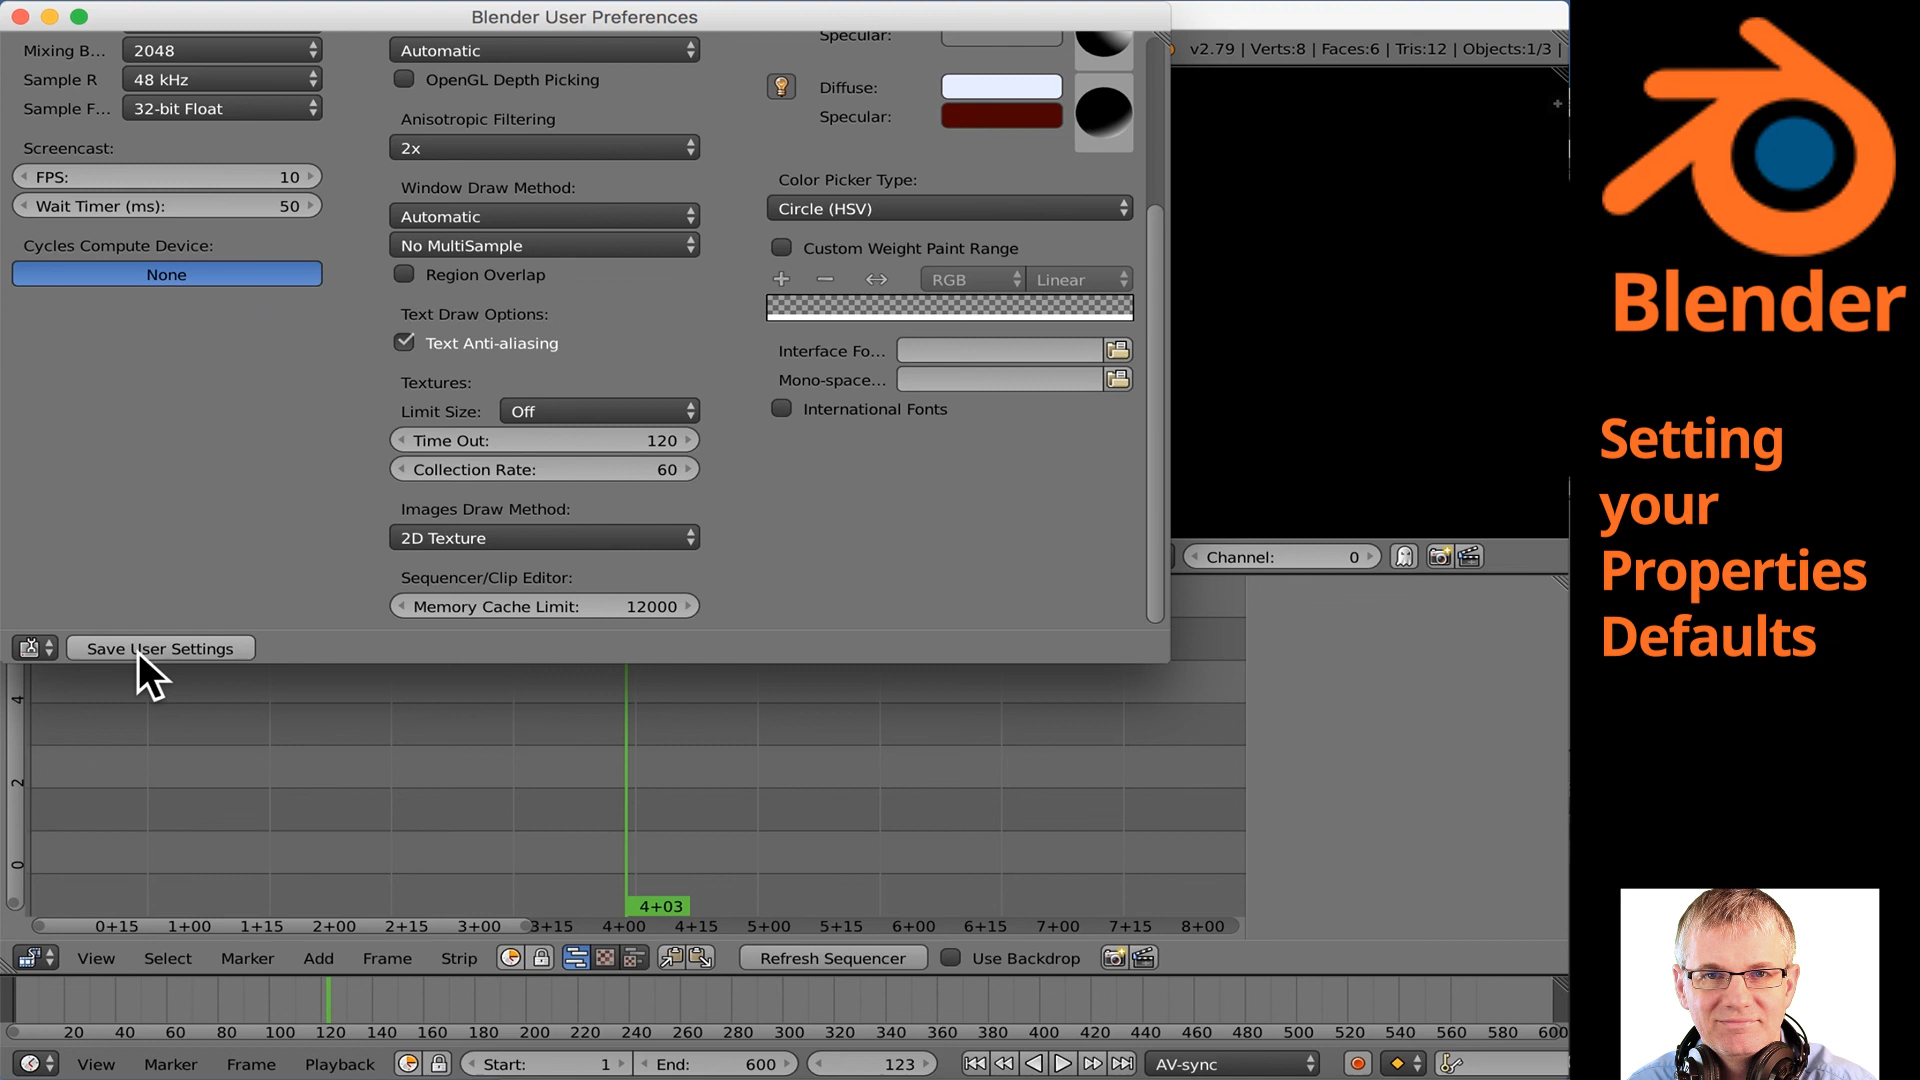 Blender User Preferences
Mixing B...
2048
Sample R
48 kHz
Sample F...
32-bit Float
Screencast:
FPS: 10
Wait Timer (ms): 50
Cycles Compute Device:
None
Automatic
OpenGL Depth Picking
Anisotropic Filtering
2x
Window Draw Method:
Automatic
No MultiSample
Region Overlap
Text Draw Options:
Text Anti-aliasing
Textures:
Limit Size: Off
Time Out: 120
Collection Rate: 60
Images Draw Method:
2D Texture
Sequencer/Clip Editor:
Memory Cache Limit: 12000
Specular:
Diffuse:
Specular:
Color Picker Type:
Circle (HSV)
Custom Weight Paint Range
RGB Linear
Interface Fo...
Mono-space...
International Fonts
Save User Settings
v2.79 | Verts:8 | Faces:6 | Tris:12 | Objects:1/3 |
Channel: 0
4
2
0
4+03
0+15 1+00 1+15 2+00 2+15 3+00 3+15 4+00 4+15 5+00 5+15 6+00 6+15 7+00 7+15 8+00
View Select Marker Add Frame Strip Refresh Sequencer Use Backdrop
20 40 60 80 100 120 140 160 180 200 220 240 260 280 300 320 340 360 380 400 420 440 460 480 500 520 540 560 580 600
View Marker Frame Playback Start: 1 End: 600 123 AV-sync
Blender
Setting
your
Properties
Defaults